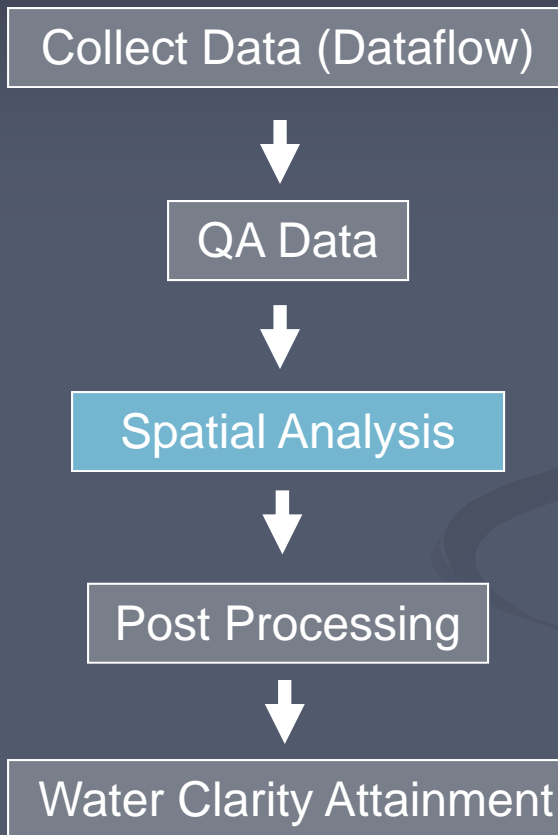 Collect Data (Dataflow)
QA Data
Spatial Analysis
Post Processing
Water Clarity Attainment